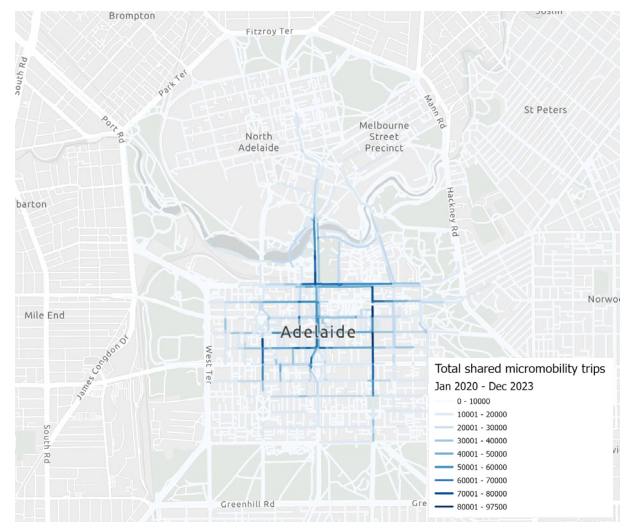 Brompton
Fitzroy Ter
South Rd
Park Ter
Port Rd
Mann Rd
St Peters
North
Adelaide
Melbourne
Street
Precinct
Hackney Rd
barton
Norwoo
Mile End
Adelaide
West Ter
James Congdon Dr
South Rd
Greenhill Rd
Gre
Total shared micromobility trips
Jan 2020 - Dec 2023
0 - 10000
10001 - 20000
20001 - 30000
30001 - 40000
40001 - 50000
50001 - 60000
60001 - 70000
70001 - 80000
80001 - 97500